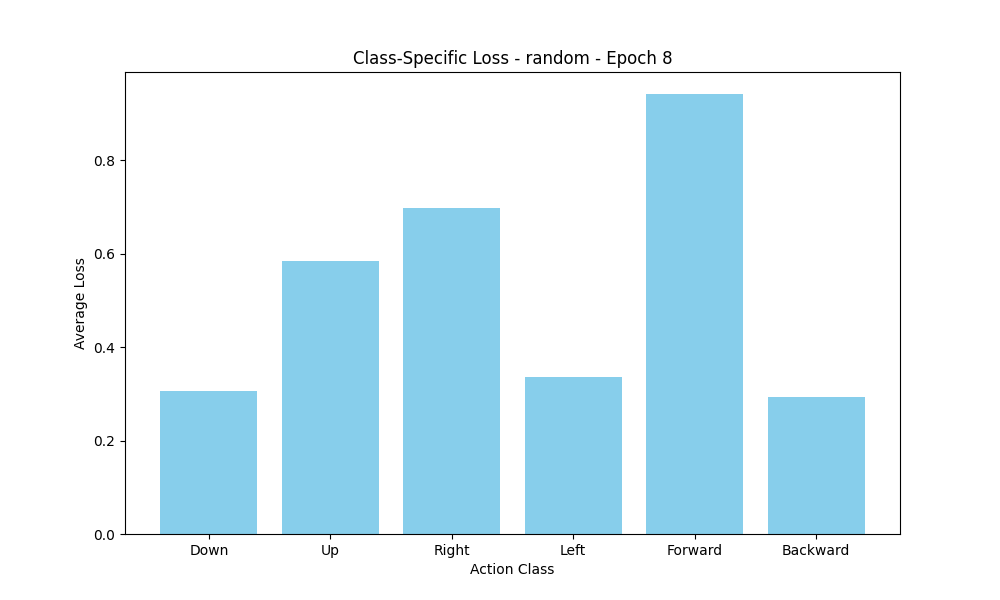 Class-Specific Loss - random - Epoch 8
Average Loss
0.8
0.6
0.4
0.2
0.0
Down Up Right Left Forward Backward
Action Class